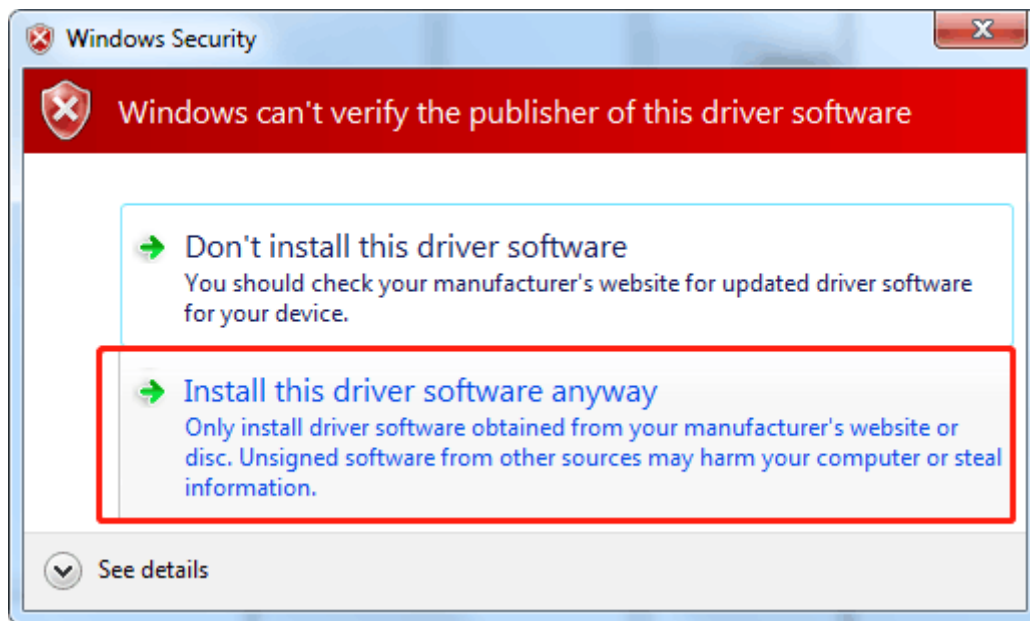 Windows Security
Windows can't verify the publisher of this driver software
Don't install this driver software
You should check your manufacturer's website for updated driver software
for your device.
Install this driver software anyway
Only install driver software obtained from your manufacturer's website or
disc. Unsigned software from other sources may harm your computer or steal
information.
See details